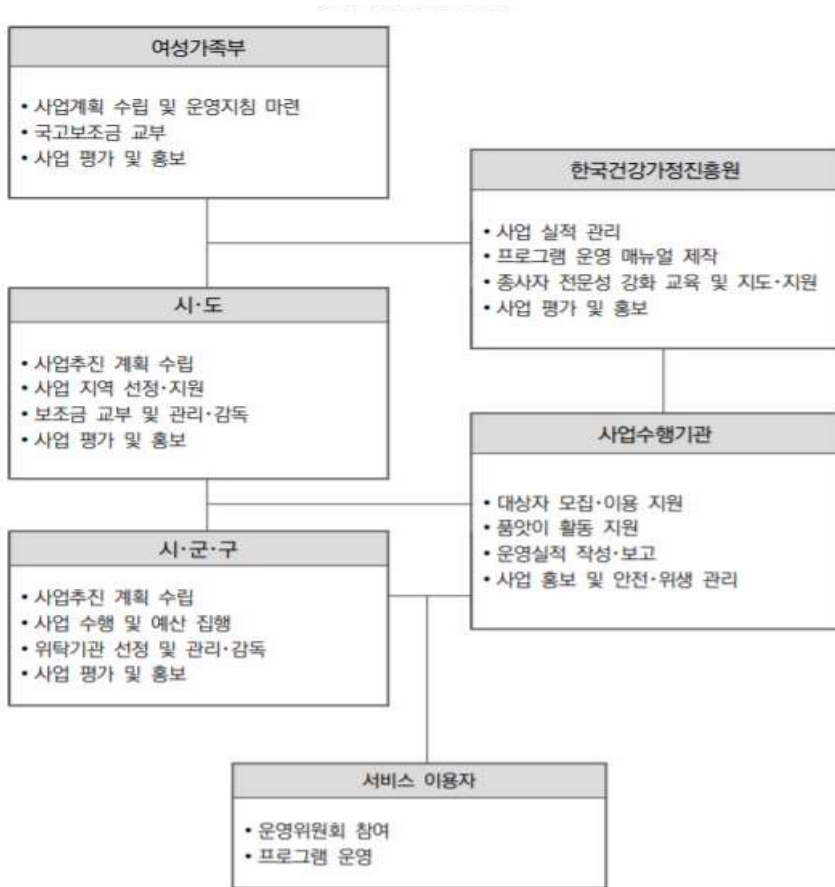 여성가족부
• 사업계획 수립 및 운영지침 마련
• 국고보조금 교부
• 사업 평가 및 홍보
한국건강가정진흥원
• 사업 실적 관리
• 프로그램 운영 매뉴얼 제작
• 종사자 전문성 강화 교육 및 지도·지원
• 사업 평가 및 홍보
시·도
• 사업추진 계획 수립
• 사업 지역 선정·지원
• 보조금 교부 및 관리·감독
• 사업 평가 및 홍보
사업수행기관
• 대상자 모집·이용 지원
• 품앗이 활동 지원
• 운영실적 작성·보고
• 사업 홍보 및 안전·위생 관리
시·군·구
• 사업추진 계획 수립
• 사업 수행 및 예산 집행
• 위탁기관 선정 및 관리·감독
• 사업 평가 및 홍보
서비스 이용자
• 운영위원회 참여
• 프로그램 운영